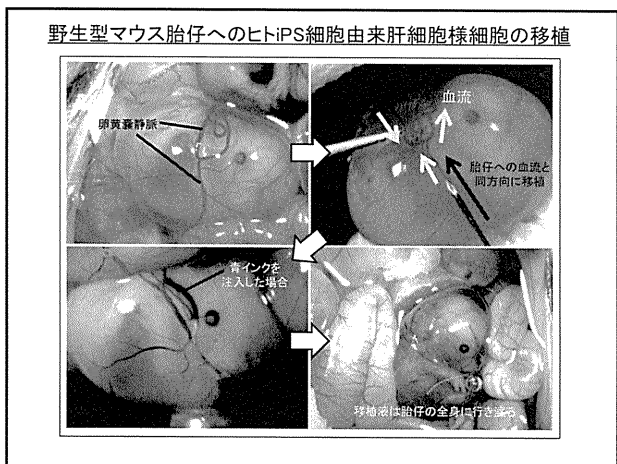 野生型マウス胎仔へのヒトiPS細胞由来肝細胞様細胞の移植
卵黄嚢静脈
血流
胎仔への血流と
同方向に移植
青インクを
注入した場合
移植液は胎仔の全身に行き渡る